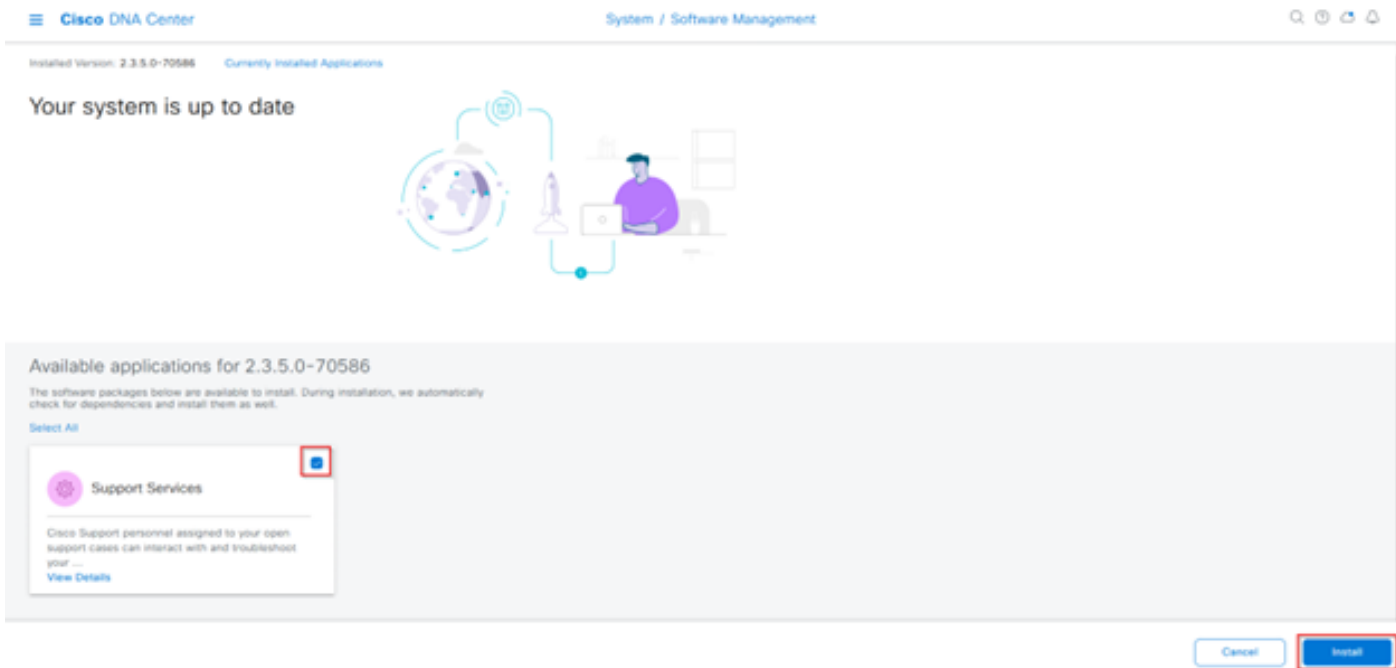 Cisco DNA Center
System / Software Management
Installed Version: 2.3.5.0-70586 Currently Installed Applications
Your system is up to date
Available applications for 2.3.5.0-70586
The software packages below are available to install. During installation, we automatically
check for dependencies and install them as well.
Select All
Support Services
Cisco Support personnel assigned to your open
support cases can interact with and troubleshoot
your ....
View Details
Cancel
Install